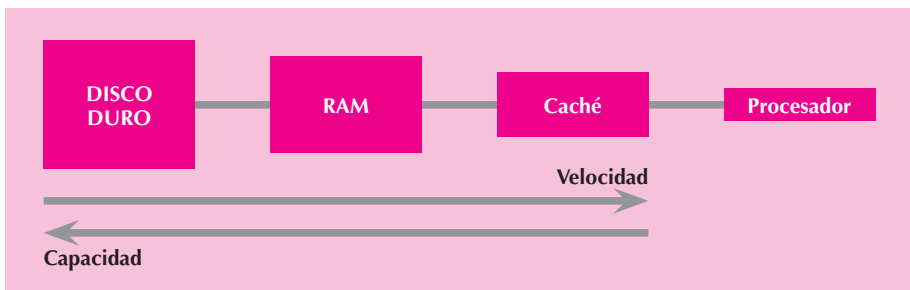 DISCO
DURO
RAM
Caché
Procesador
Velocidad
Capacidad